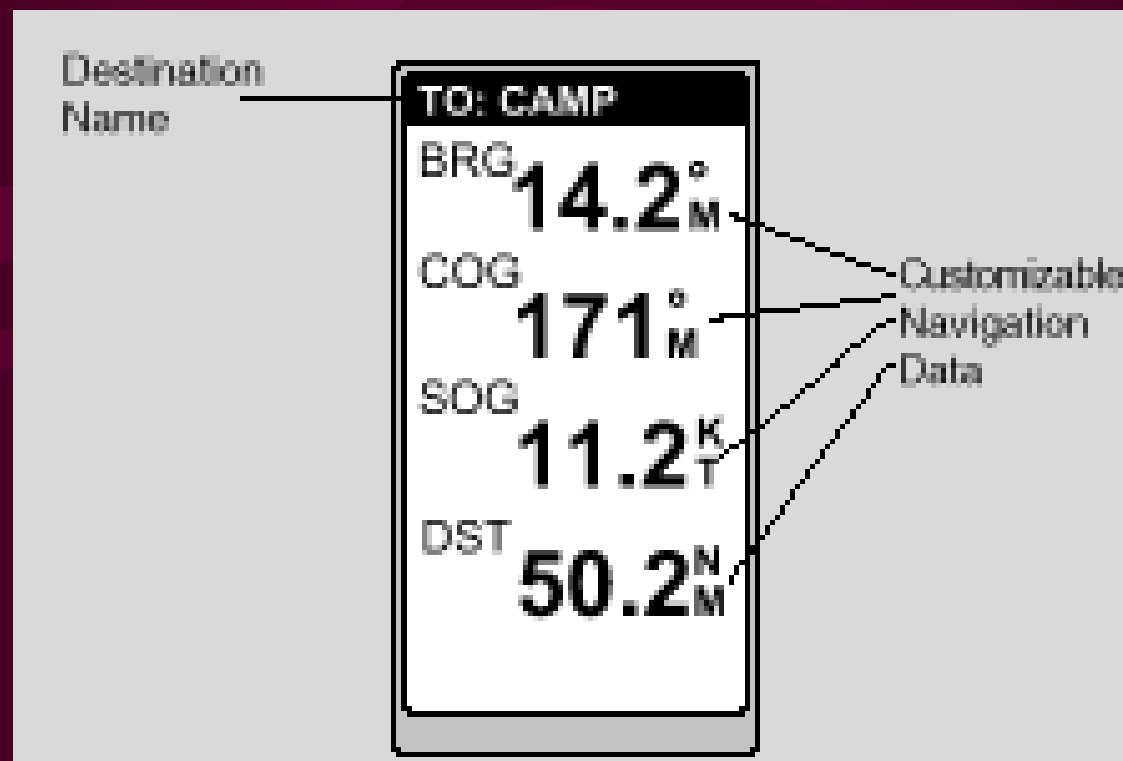 Destination
Name
TO: CAMP
BRG
14.2°M
COG
171°M
SOG
11.2KT
DST
50.2NM
Customizable
Navigation
Data